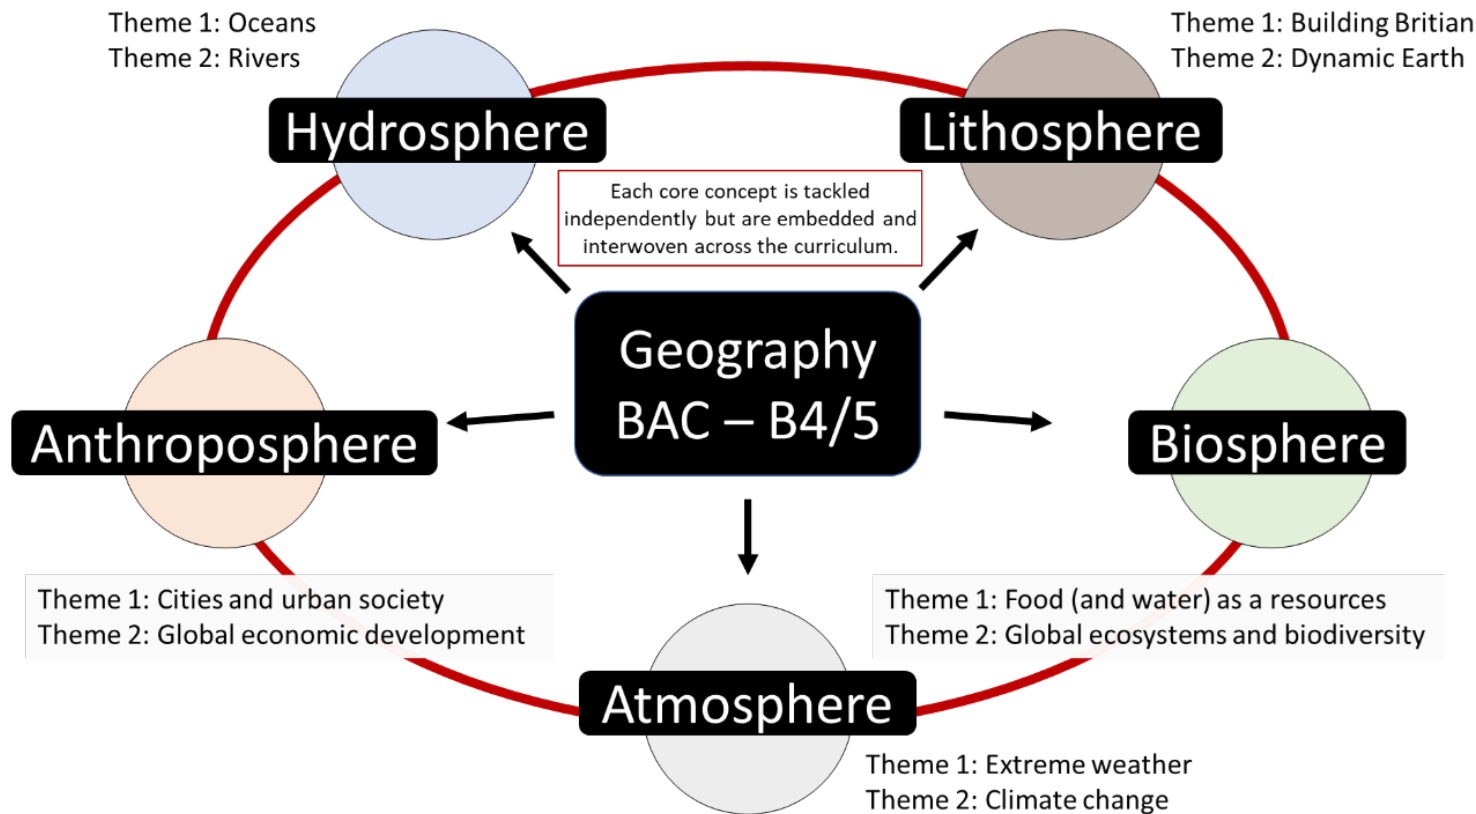 Theme 1: Oceans
Theme 2: Rivers
Hydrosphere
Theme 1: Building Britian
Theme 2: Dynamic Earth
Lithosphere
Each core concept is tackled
independently but are embedded and
interwoven across the curriculum.
Geography
BAC – B4/5
Anthroposphere
Theme 1: Cities and urban society
Theme 2: Global economic development
Biosphere
Theme 1: Food (and water) as a resources
Theme 2: Global ecosystems and biodiversity
Atmosphere
Theme 1: Extreme weather
Theme 2: Climate change